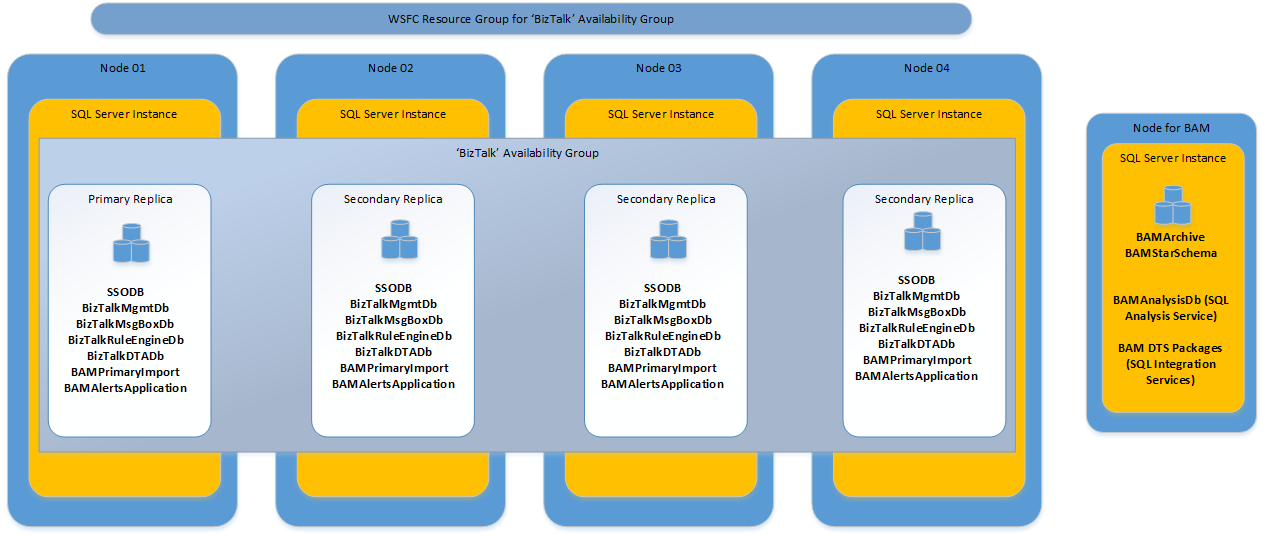 WSFC Resource Group for ‘BizTalk’ Availability Group
Node 01
Node 02
Node 03
Node 04
SQL Server Instance
SQL Server Instance
SQL Server Instance
SQL Server Instance
‘BizTalk’ Availability Group
Primary Replica
SSODB
BizTalkMgmtDb
BizTalkMsgBoxDb
BizTalkRuleEngineDb
BizTalkDTADb
BAMPrimaryImport
BAMAlertsApplication
Secondary Replica
SSODB
BizTalkMgmtDb
BizTalkMsgBoxDb
BizTalkRuleEngineDb
BizTalkDTADb
BAMPrimaryImport
BAMAlertsApplication
Secondary Replica
SSODB
BizTalkMgmtDb
BizTalkMsgBoxDb
BizTalkRuleEngineDb
BizTalkDTADb
BAMPrimaryImport
BAMAlertsApplication
Secondary Replica
SSODB
BizTalkMgmtDb
BizTalkMsgBoxDb
BizTalkRuleEngineDb
BizTalkDTADb
BAMPrimaryImport
BAMAlertsApplication
Node for BAM
SQL Server Instance
BAMArchive
BAMStarSchema
BAMAnalysisDb (SQL
Analysis Service)
BAM DTS Packages
(SQL Integration
Services)